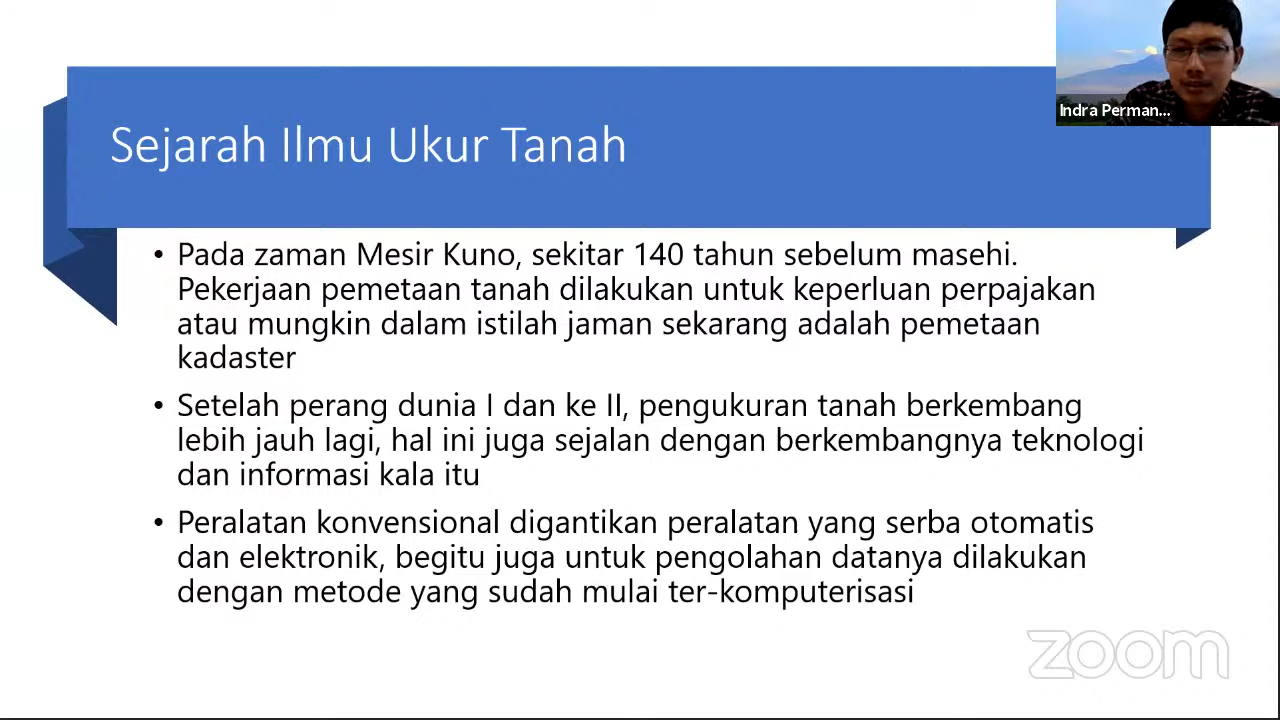 Indra Perman...
Sejarah Ilmu Ukur Tanah
• Pada zaman Mesir Kuno, sekitar 140 tahun sebelum masehi.
Pekerjaan pemetaan tanah dilakukan untuk keperluan perpajakan
atau mungkin dalam istilah jaman sekarang adalah pemetaan
kadaster
• Setelah perang dunia I dan ke II, pengukuran tanah berkembang
lebih jauh lagi, hal ini juga sejalan dengan berkembangnya teknologi
dan informasi kala itu
• Peralatan konvensional digantikan peralatan yang serba otomatis
dan elektronik, begitu juga untuk pengolahan datanya dilakukan
dengan metode yang sudah mulai ter-komputerisasi
zoom